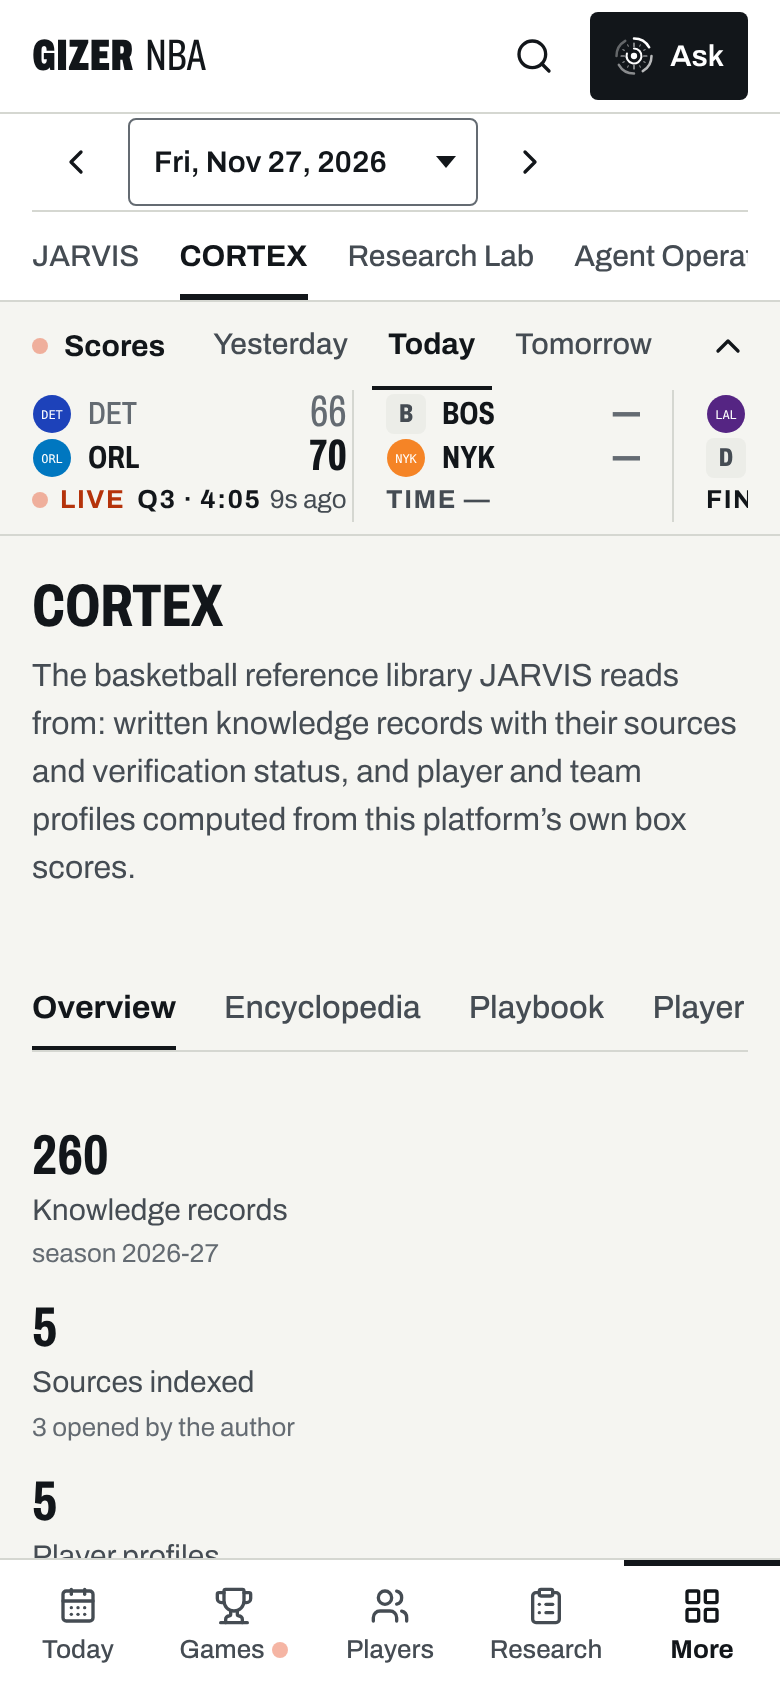 GIZER NBA
Ask
Fri, Nov 27, 2026
JARVIS CORTEX Research Lab Agent Operat
Scores Yesterday Today Tomorrow
DET DET 66
ORL ORL 70
LIVE Q3 · 4:05 9s ago
B BOS —
NYK NYK —
TIME —
LAL
D
FIN
CORTEX
The basketball reference library JARVIS reads
from: written knowledge records with their sources
and verification status, and player and team
profiles computed from this platform’s own box
scores.
Overview Encyclopedia Playbook Player
260
Knowledge records
season 2026-27
5
Sources indexed
3 opened by the author
5
Player profiles
Today Games Players Research More